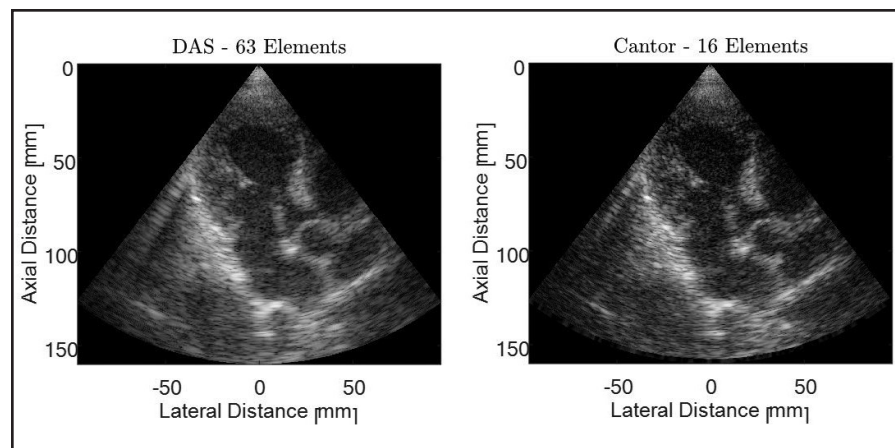 DAS - 63 Elements
0
50
100
150
Axial Distance [mm]
-50 0 50
Lateral Distance [mm]
Cantor - 16 Elements
0
50
100
150
Axial Distance [mm]
-50 0 50
Lateral Distance [mm]